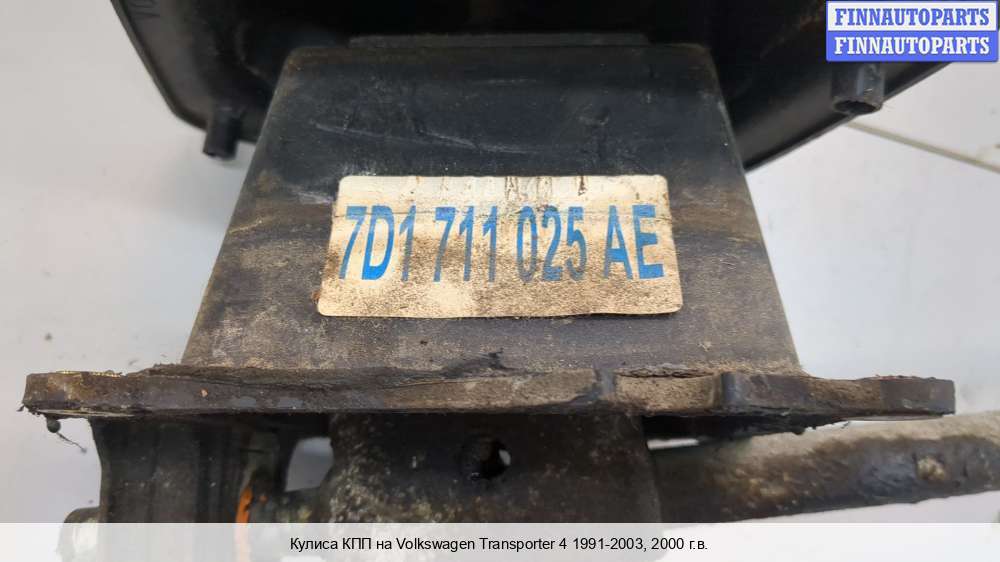 FINNAUTOPARTS
FINNAUTOPARTS
7D1 711 025 AE
Кулиса КПП на Volkswagen Transporter 4 1991-2003, 2000 г.в.